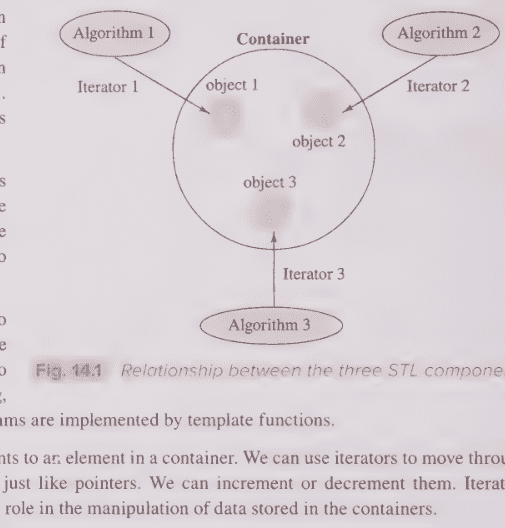 Algorithm 1
Algorithm 2
Container
Iterator 1
object 1
Iterator 2
object 2
object 3
Iterator 3
Algorithm 3
Fig. 14.1 Relationship between the three STL compone
ams are implemented by template functions.
nts to an element in a container. We can use iterators to move throu
just like pointers. We can increment or decrement them. Iterat
role in the manipulation of data stored in the containers.